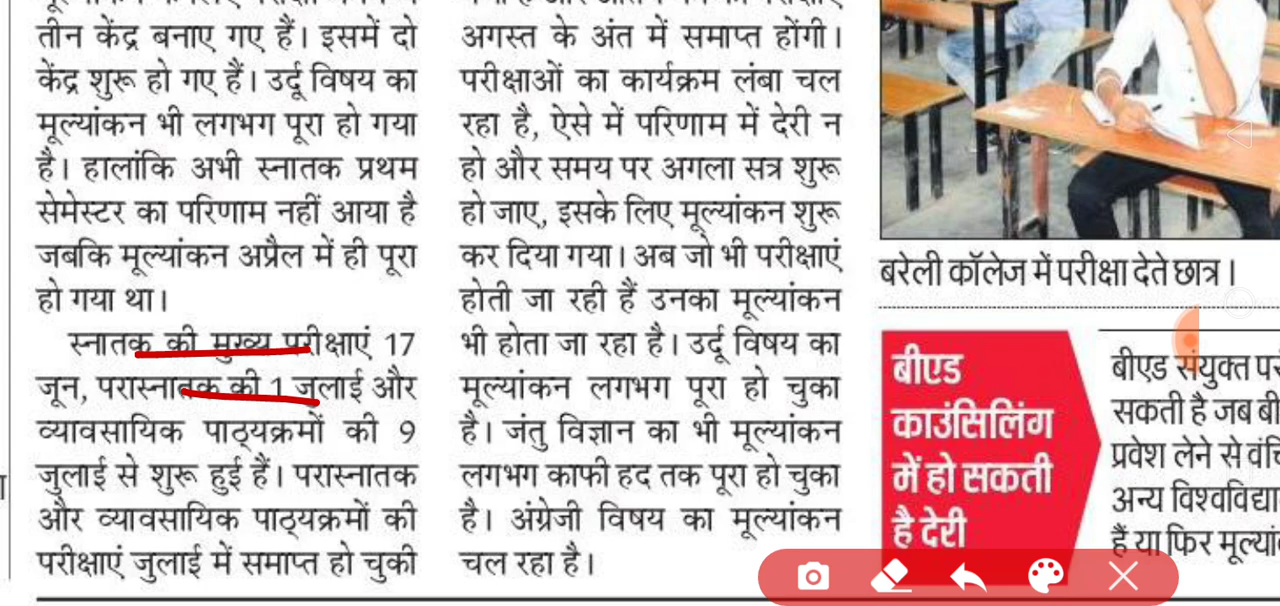 तीन केंद्र बनाए गए हैं। इसमें दो
केंद्र शुरू हो गए हैं। उर्दू विषय का
मूल्यांकन भी लगभग पूरा हो गया
है। हालांकि अभी स्नातक प्रथम
सेमेस्टर का परिणाम नहीं आया है
जबकि मूल्यांकन अप्रैल में ही पूरा
हो गया था।
स्नातक की मुख्य परीक्षाएं 17
जून, परास्नातक की 1 जुलाई और
व्यावसायिक पाठ्यक्रमों की 9
जुलाई से शुरू हुई हैं। परास्नातक
और व्यावसायिक पाठ्यक्रमों की
परीक्षाएं जुलाई में समाप्त हो चुकी
अगस्त के अंत में समाप्त होंगी।
परीक्षाओं का कार्यक्रम लंबा चल
रहा है, ऐसे में परिणाम में देरी न
हो और समय पर अगला सत्र शुरू
हो जाए, इसके लिए मूल्यांकन शुरू
कर दिया गया। अब जो भी परीक्षाएं
होती जा रही हैं उनका मूल्यांकन
भी होता जा रहा है। उर्दू विषय का
मूल्यांकन लगभग पूरा हो चुका
है। जंतु विज्ञान का भी मूल्यांकन
लगभग काफी हद तक पूरा हो चुका
है। अंग्रेजी विषय का मूल्यांकन
चल रहा है।
बरेली कॉलेज में परीक्षा देते छात्र।
बीएड
काउंसिलिंग
में हो सकती
है देरी
बीएड संयुक्त
सकती है जब
प्रवेश लेने से
अन्य
हैं या फिर